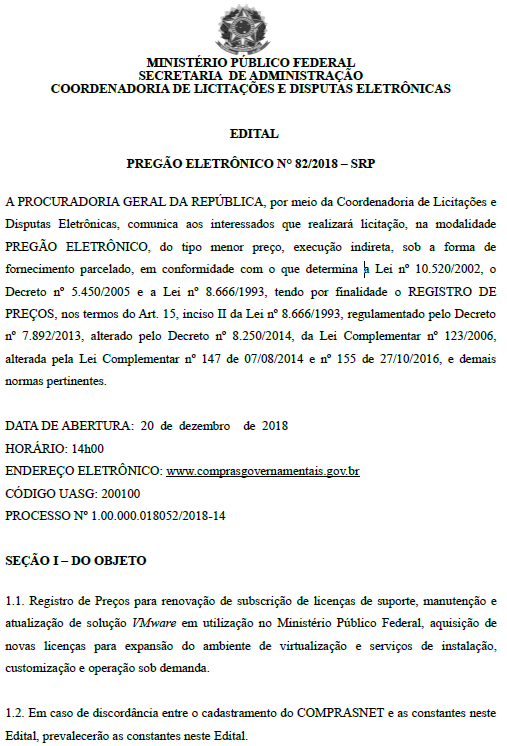 MINISTÉRIO PÚBLICO FEDERAL
SECRETARIA DE ADMINISTRAÇÃO
COORDENADORIA DE LICITAÇÕES E DISPUTAS ELETRÔNICAS
EDITAL
PREGÃO ELETRÔNICO N° 82/2018 – SRP
A PROCURADORIA GERAL DA REPÚBLICA, por meio da Coordenadoria de Licitações e
Disputas Eletrônicas, comunica aos interessados que realizará licitação, na modalidade
PREGÃO ELETRÔNICO, do tipo menor preço, execução indireta, sob a forma de
fornecimento parcelado, em conformidade com o que determina a Lei nº 10.520/2002, o
Decreto nº 5.450/2005 e a Lei nº 8.666/1993, tendo por finalidade o REGISTRO DE
PREÇOS, nos termos do Art. 15, inciso II da Lei nº 8.666/1993, regulamentado pelo Decreto
nº 7.892/2013, alterado pelo Decreto nº 8.250/2014, da Lei Complementar nº 123/2006,
alterada pela Lei Complementar nº 147 de 07/08/2014 e nº 155 de 27/10/2016, e demais
normas pertinentes.
DATA DE ABERTURA: 20 de dezembro de 2018
HORÁRIO: 14h00
ENDEREÇO ELETRÔNICO: www.comprasgovernamentais.gov.br
CÓDIGO UASG: 200100
PROCESSO Nº 1.00.000.018052/2018-14
SEÇÃO I – DO OBJETO
1.1. Registro de Preços para renovação de subscrição de licenças de suporte, manutenção e
atualização de solução VMware em utilização no Ministério Público Federal, aquisição de
novas licenças para expansão do ambiente de virtualização e serviços de instalação,
customização e operação sob demanda.
1.2. Em caso de discordância entre o cadastramento do COMPRASNET e as constantes neste
Edital, prevalecerão as constantes neste Edital.